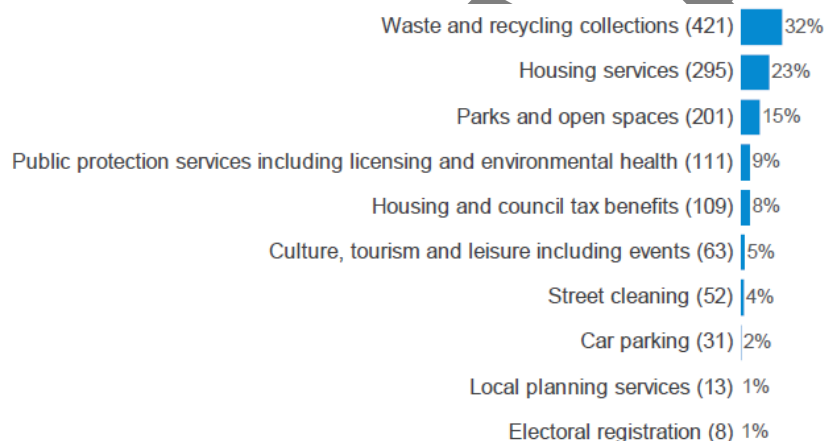 Waste and recycling collections (421) 32%
Housing services (295) 23%
Parks and open spaces (201) 15%
Public protection services including licensing and environmental health (111) 9%
Housing and council tax benefits (109) 8%
Culture, tourism and leisure including events (63) 5%
Street cleaning (52) 4%
Car parking (31) 2%
Local planning services (13) 1%
Electoral registration (8) 1%